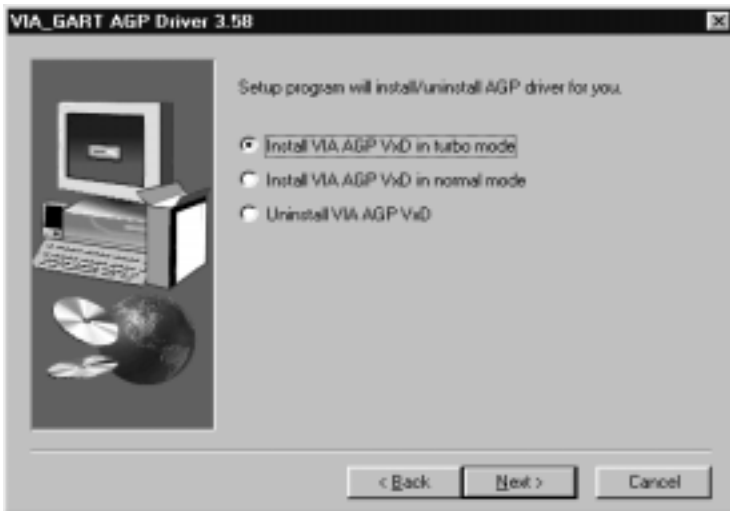 VIA_GART AGP Driver 3.58
Setup program will install/uninstall AGP driver for you.
Install VIA AGP VxD in turbo mode
Install VIA AGP VxD in normal mode
Uninstall VIA AGP VxD
< Back
Next >
Cancel